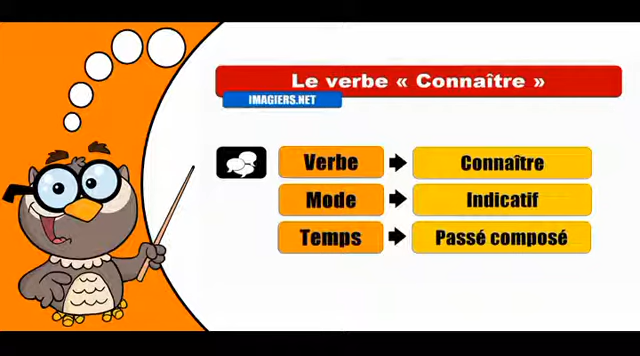 Le verbe « Connaître »
IMAGIERS.NET
Verbe Connaître
Mode Indicatif
Temps Passé composé